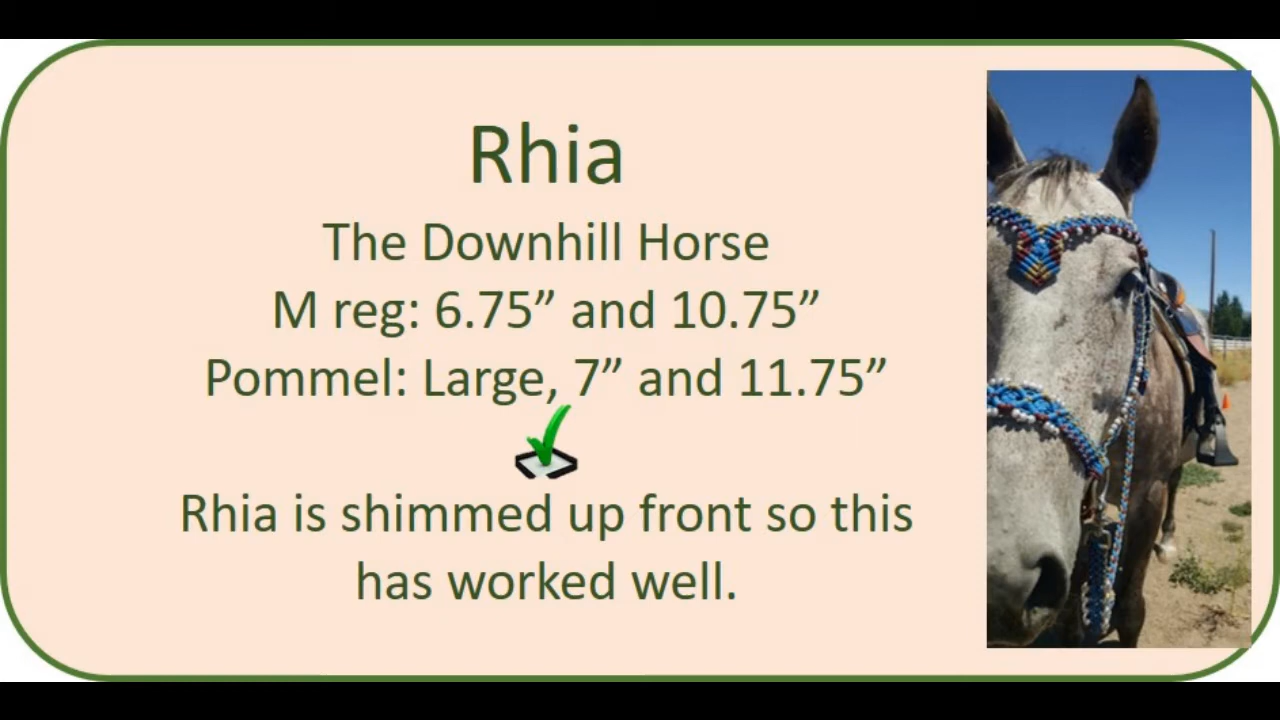 Rhia
The Downhill Horse
M reg: 6.75” and 10.75”
Pommel: Large, 7” and 11.75”
Rhia is shimmed up front so this
has worked well.